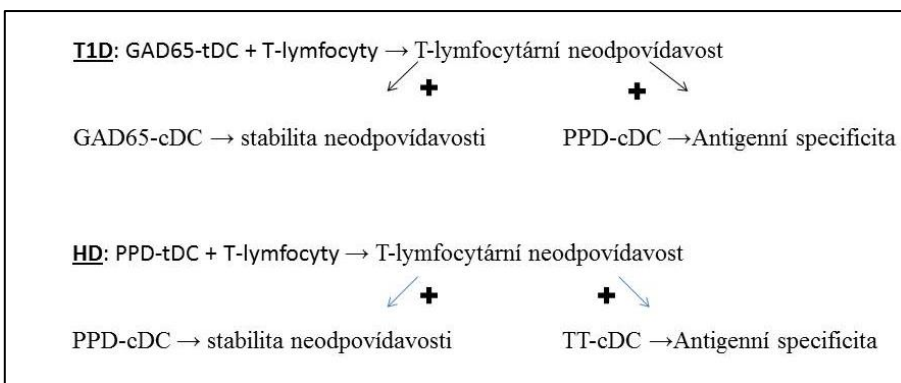 T1D: GAD65-tDC + T-lymfocyty → T-lymfocytární neodpovídavost
+ +
GAD65-cDC → stabilita neodpovídavosti PPD-cDC →Antigenní specificita
HD: PPD-tDC + T-lymfocyty → T-lymfocytární neodpovídavost
+ +
PPD-cDC → stabilita neodpovídavosti TT-cDC →Antigenní specificita